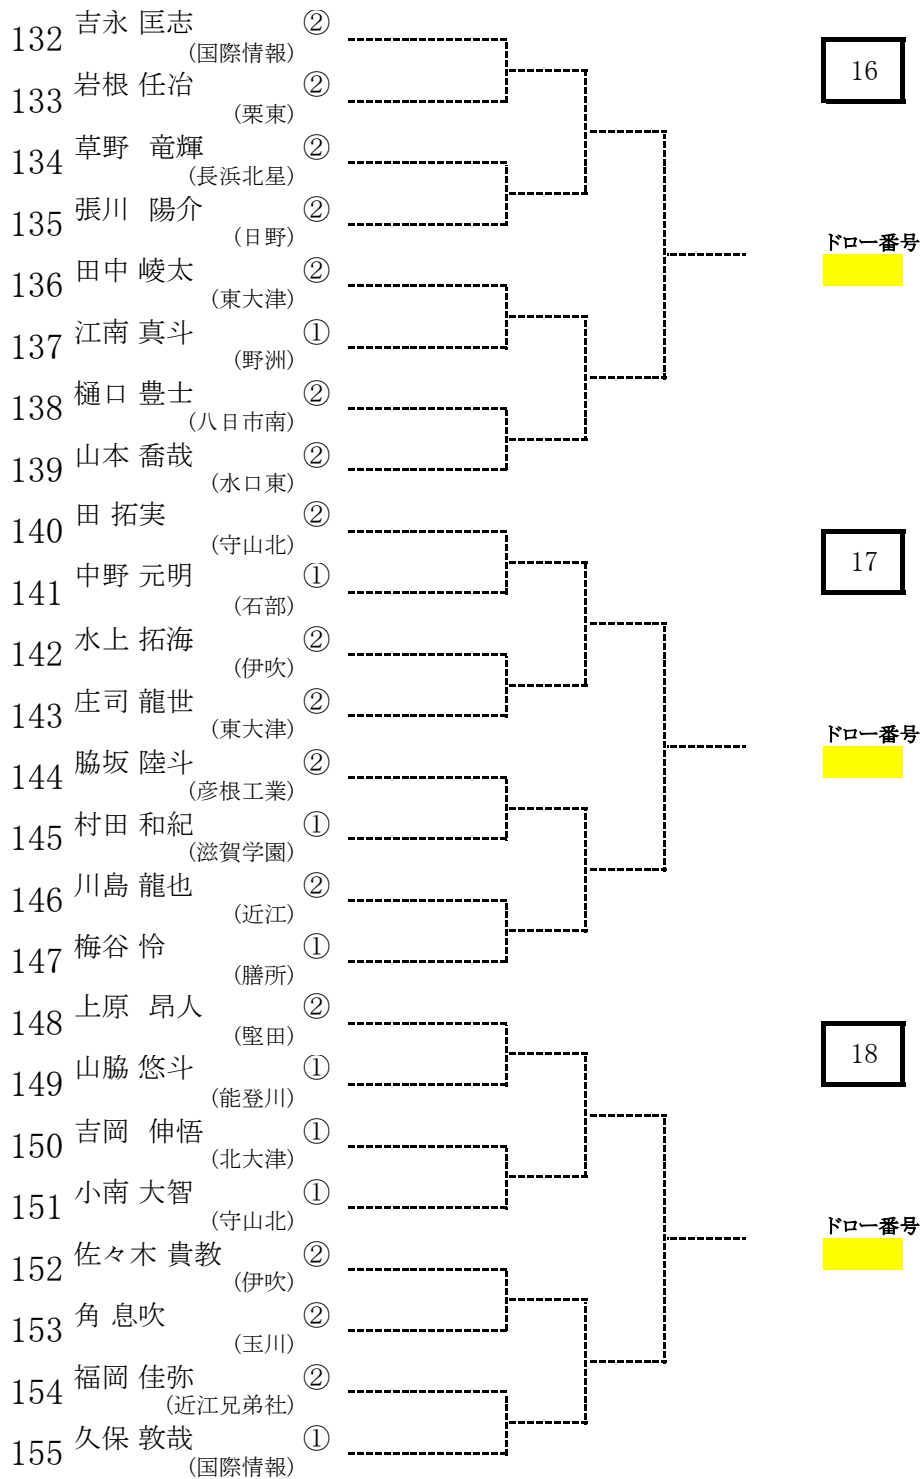 132 吉永 匡志 ②
(国際情報)
16
133 岩根 任冶 ②
(栗東)
134 草野 竜輝 ②
(長浜北星)
135 張川 陽介 ②
(日野)
ドロー番号
136 田中 崚太 ②
(東大津)
137 江南 真斗 ①
(野洲)
138 樋口 豊士 ②
(八日市南)
139 山本 喬哉 ②
(水口東)
140 田 拓実 ②
(守山北)
17
141 中野 元明 ①
(石部)
142 水上 拓海 ②
(伊吹)
143 庄司 龍世 ②
(東大津)
ドロー番号
144 脇坂 陸斗 ②
(彦根工業)
145 村田 和紀 ①
(滋賀学園)
146 川島 龍也 ②
(近江)
147 梅谷 怜 ①
(膳所)
148 上原 昂人 ②
(堅田)
18
149 山脇 悠斗 ①
(能登川)
150 吉岡 伸悟 ①
(北大津)
151 小南 大智 ①
(守山北)
ドロー番号
152 佐々木 貴教 ②
(伊吹)
153 角 息吹 ②
(玉川)
154 福岡 佳弥 ②
(近江兄弟社)
155 久保 敦哉 ①
(国際情報)